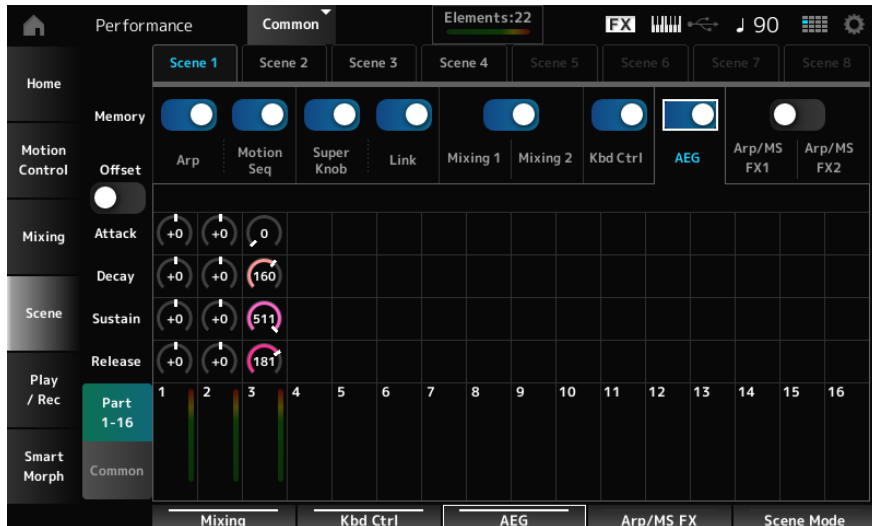 Performance
Common
Elements:22
FX
♩ 90
Scene 1
Scene 2
Scene 3
Scene 4
Scene 5
Scene 6
Scene 7
Scene 8
Home
Motion
Control
Mixing
Scene
Play
/ Rec
Smart
Morph
Memory
Arp
Motion
Seq
Super
Knob
Link
Mixing 1
Mixing 2
Kbd Ctrl
AEG
Arp/MS
FX1
Arp/MS
FX2
Offset
Attack +0 +0 0
Decay +0 +0 160
Sustain +0 +0 511
Release +0 +0 181
Part
1-16
1 2 3 4 5 6 7 8 9 10 11 12 13 14 15 16
Common
Mixing
Kbd Ctrl
AEG
Arp/MS FX
Scene Mode